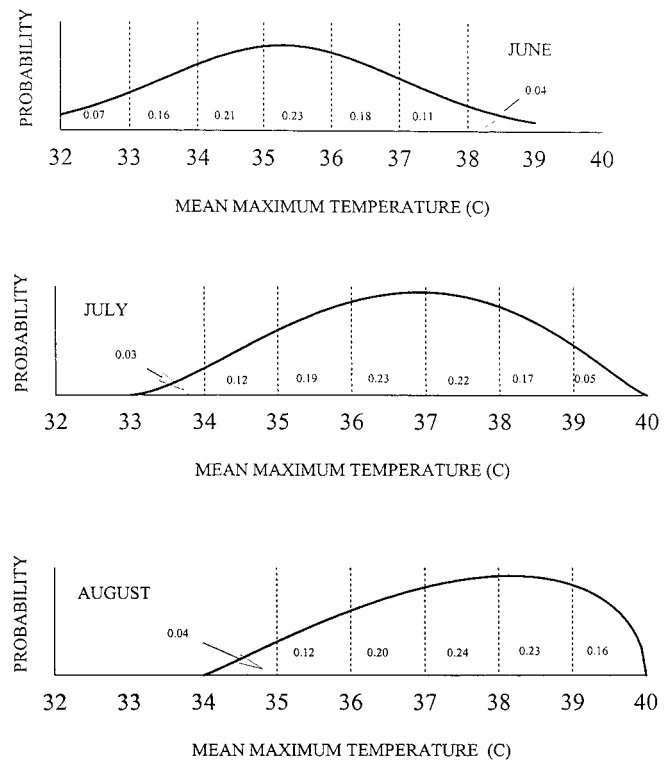 PROBABILITY
JUNE
0.04
0.07 0.16 0.21 0.23 0.18 0.11
32 33 34 35 36 37 38 39 40
MEAN MAXIMUM TEMPERATURE (C)
PROBABILITY
JULY
0.03
0.12 0.19 0.23 0.22 0.17 0.05
32 33 34 35 36 37 38 39 40
MEAN MAXIMUM TEMPERATURE (C)
PROBABILITY
AUGUST
0.04
0.12 0.20 0.24 0.23 0.16
32 33 34 35 36 37 38 39 40
MEAN MAXIMUM TEMPERATURE (C)